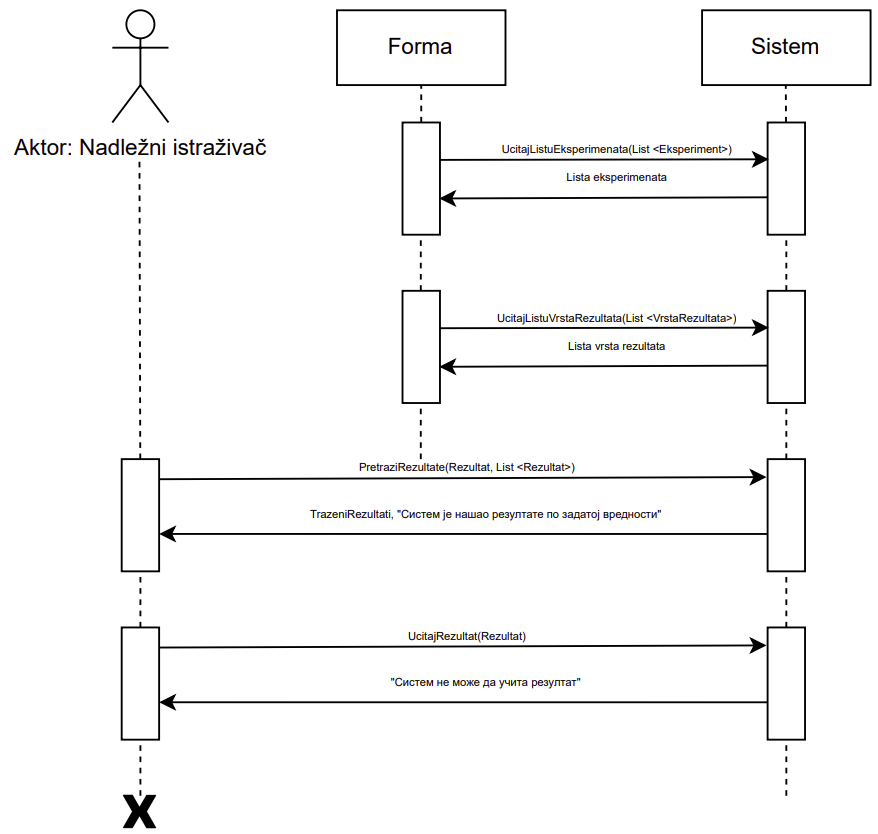 Forma
Sistem
Aktor: Nadležni istraživač
UcitajListuEksperimenata(List <Eksperiment>)
Lista eksperimenata
UcitajListuVrstaRezultata(List <VrstaRezultata>)
Lista vrsta rezultata
PretraziRezultate(Rezultat, List <Rezultat>)
TrazeniRezultati, "Систем је нашао резултате по задатој вредности"
UcitajRezultat(Rezultat)
"Систем не може да учита резултат"
X